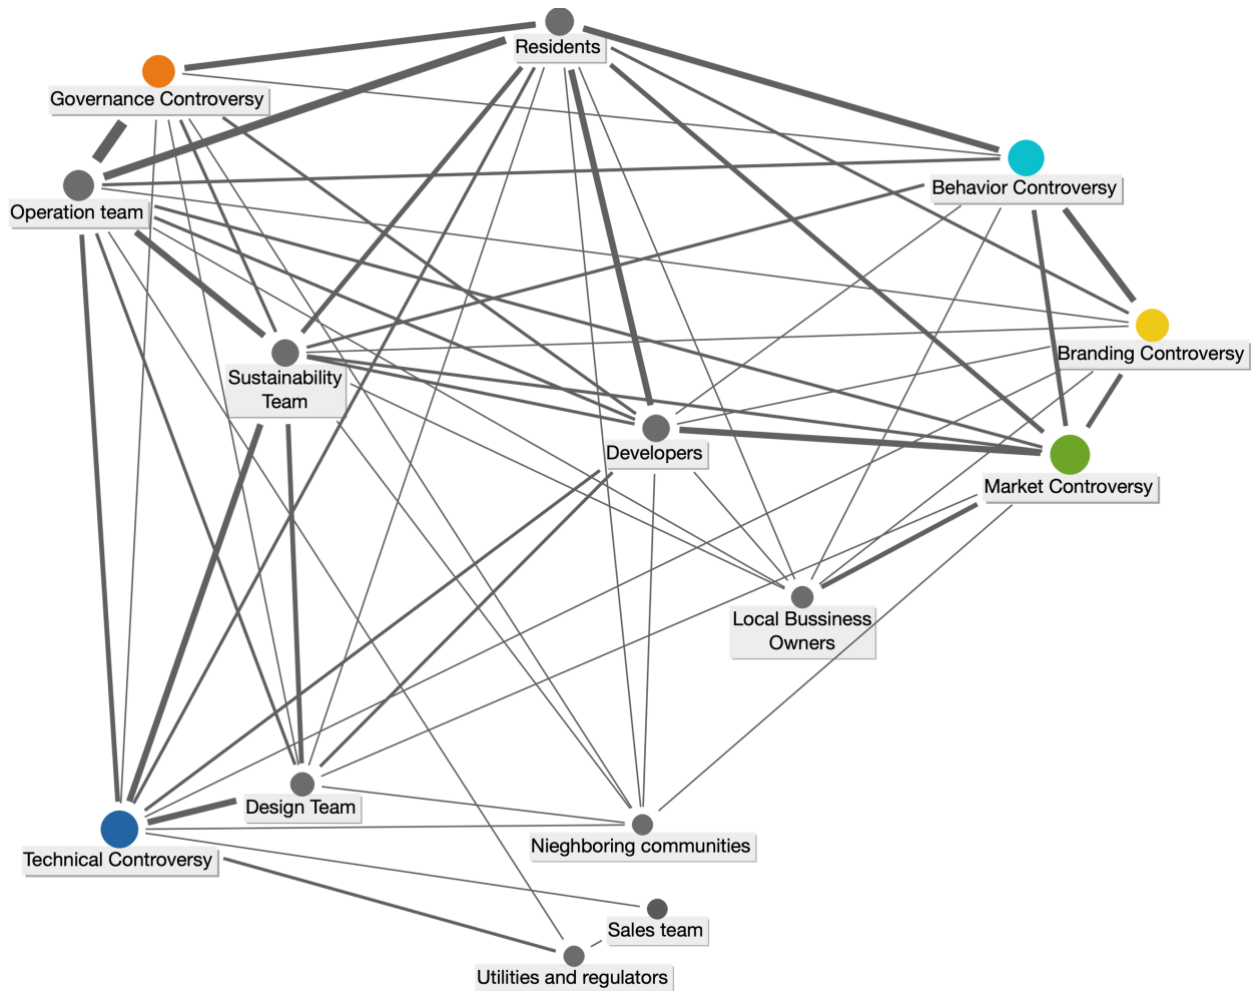 Residents
Governance Controversy
Behavior Controversy
Operation team
Branding Controversy
Sustainability
Team
Developers
Market Controversy
Local Bussiness
Owners
Design Team
Nieghboring communities
Technical Controversy
Sales team
Utilities and regulators